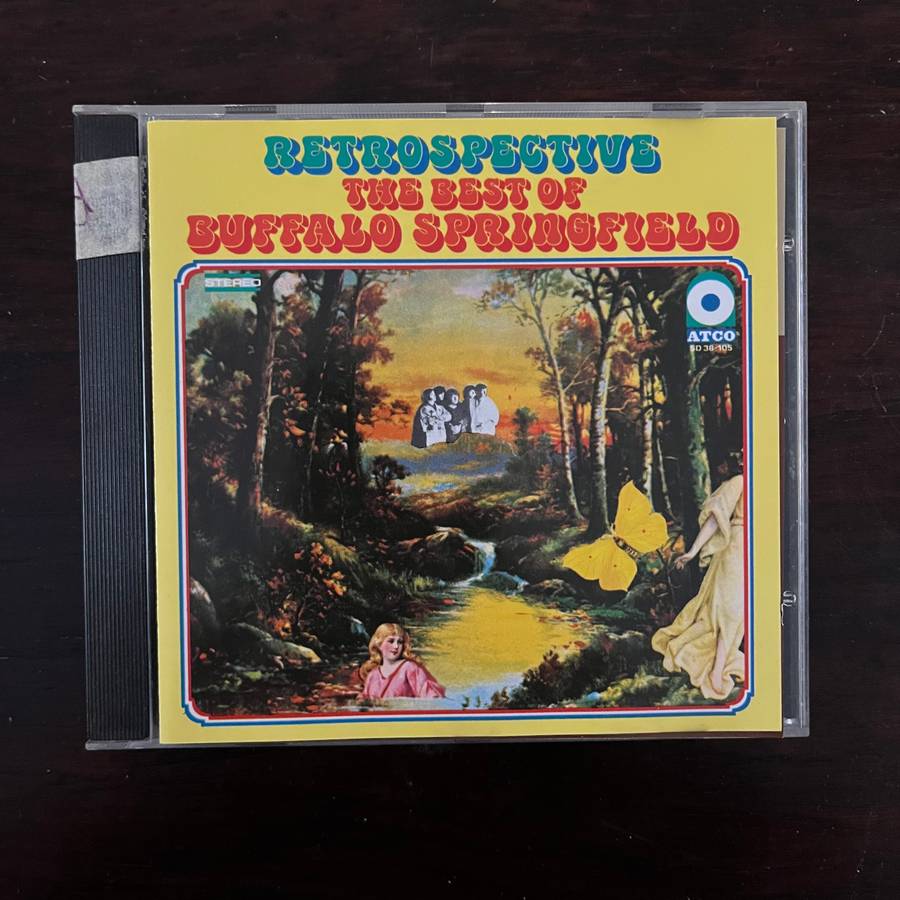 RETROSPECTIVE
THE BEST OF
BUFFALO SPRINGFIELD
STEREO
ATCO
SD 38-105